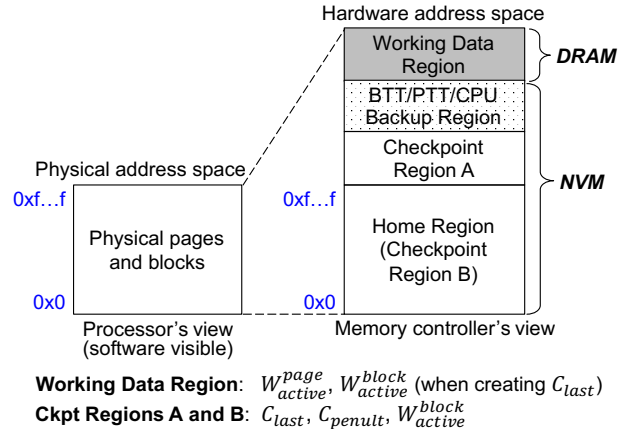 Hardware address space
Working Data
Region
DRAM
BTT/PTT/CPU
Backup Region
Checkpoint
Region A
NVM
Physical address space
0xf…f
0xf…f
Physical pages
and blocks
Home Region
(Checkpoint
Region B)
0x0
0x0
Processor's view
(software visible)
Memory controller's view
Working Data Region: W_active^page, W_active^block (when creating C_last)
Ckpt Regions A and B: C_last, C_penult, W_active^block